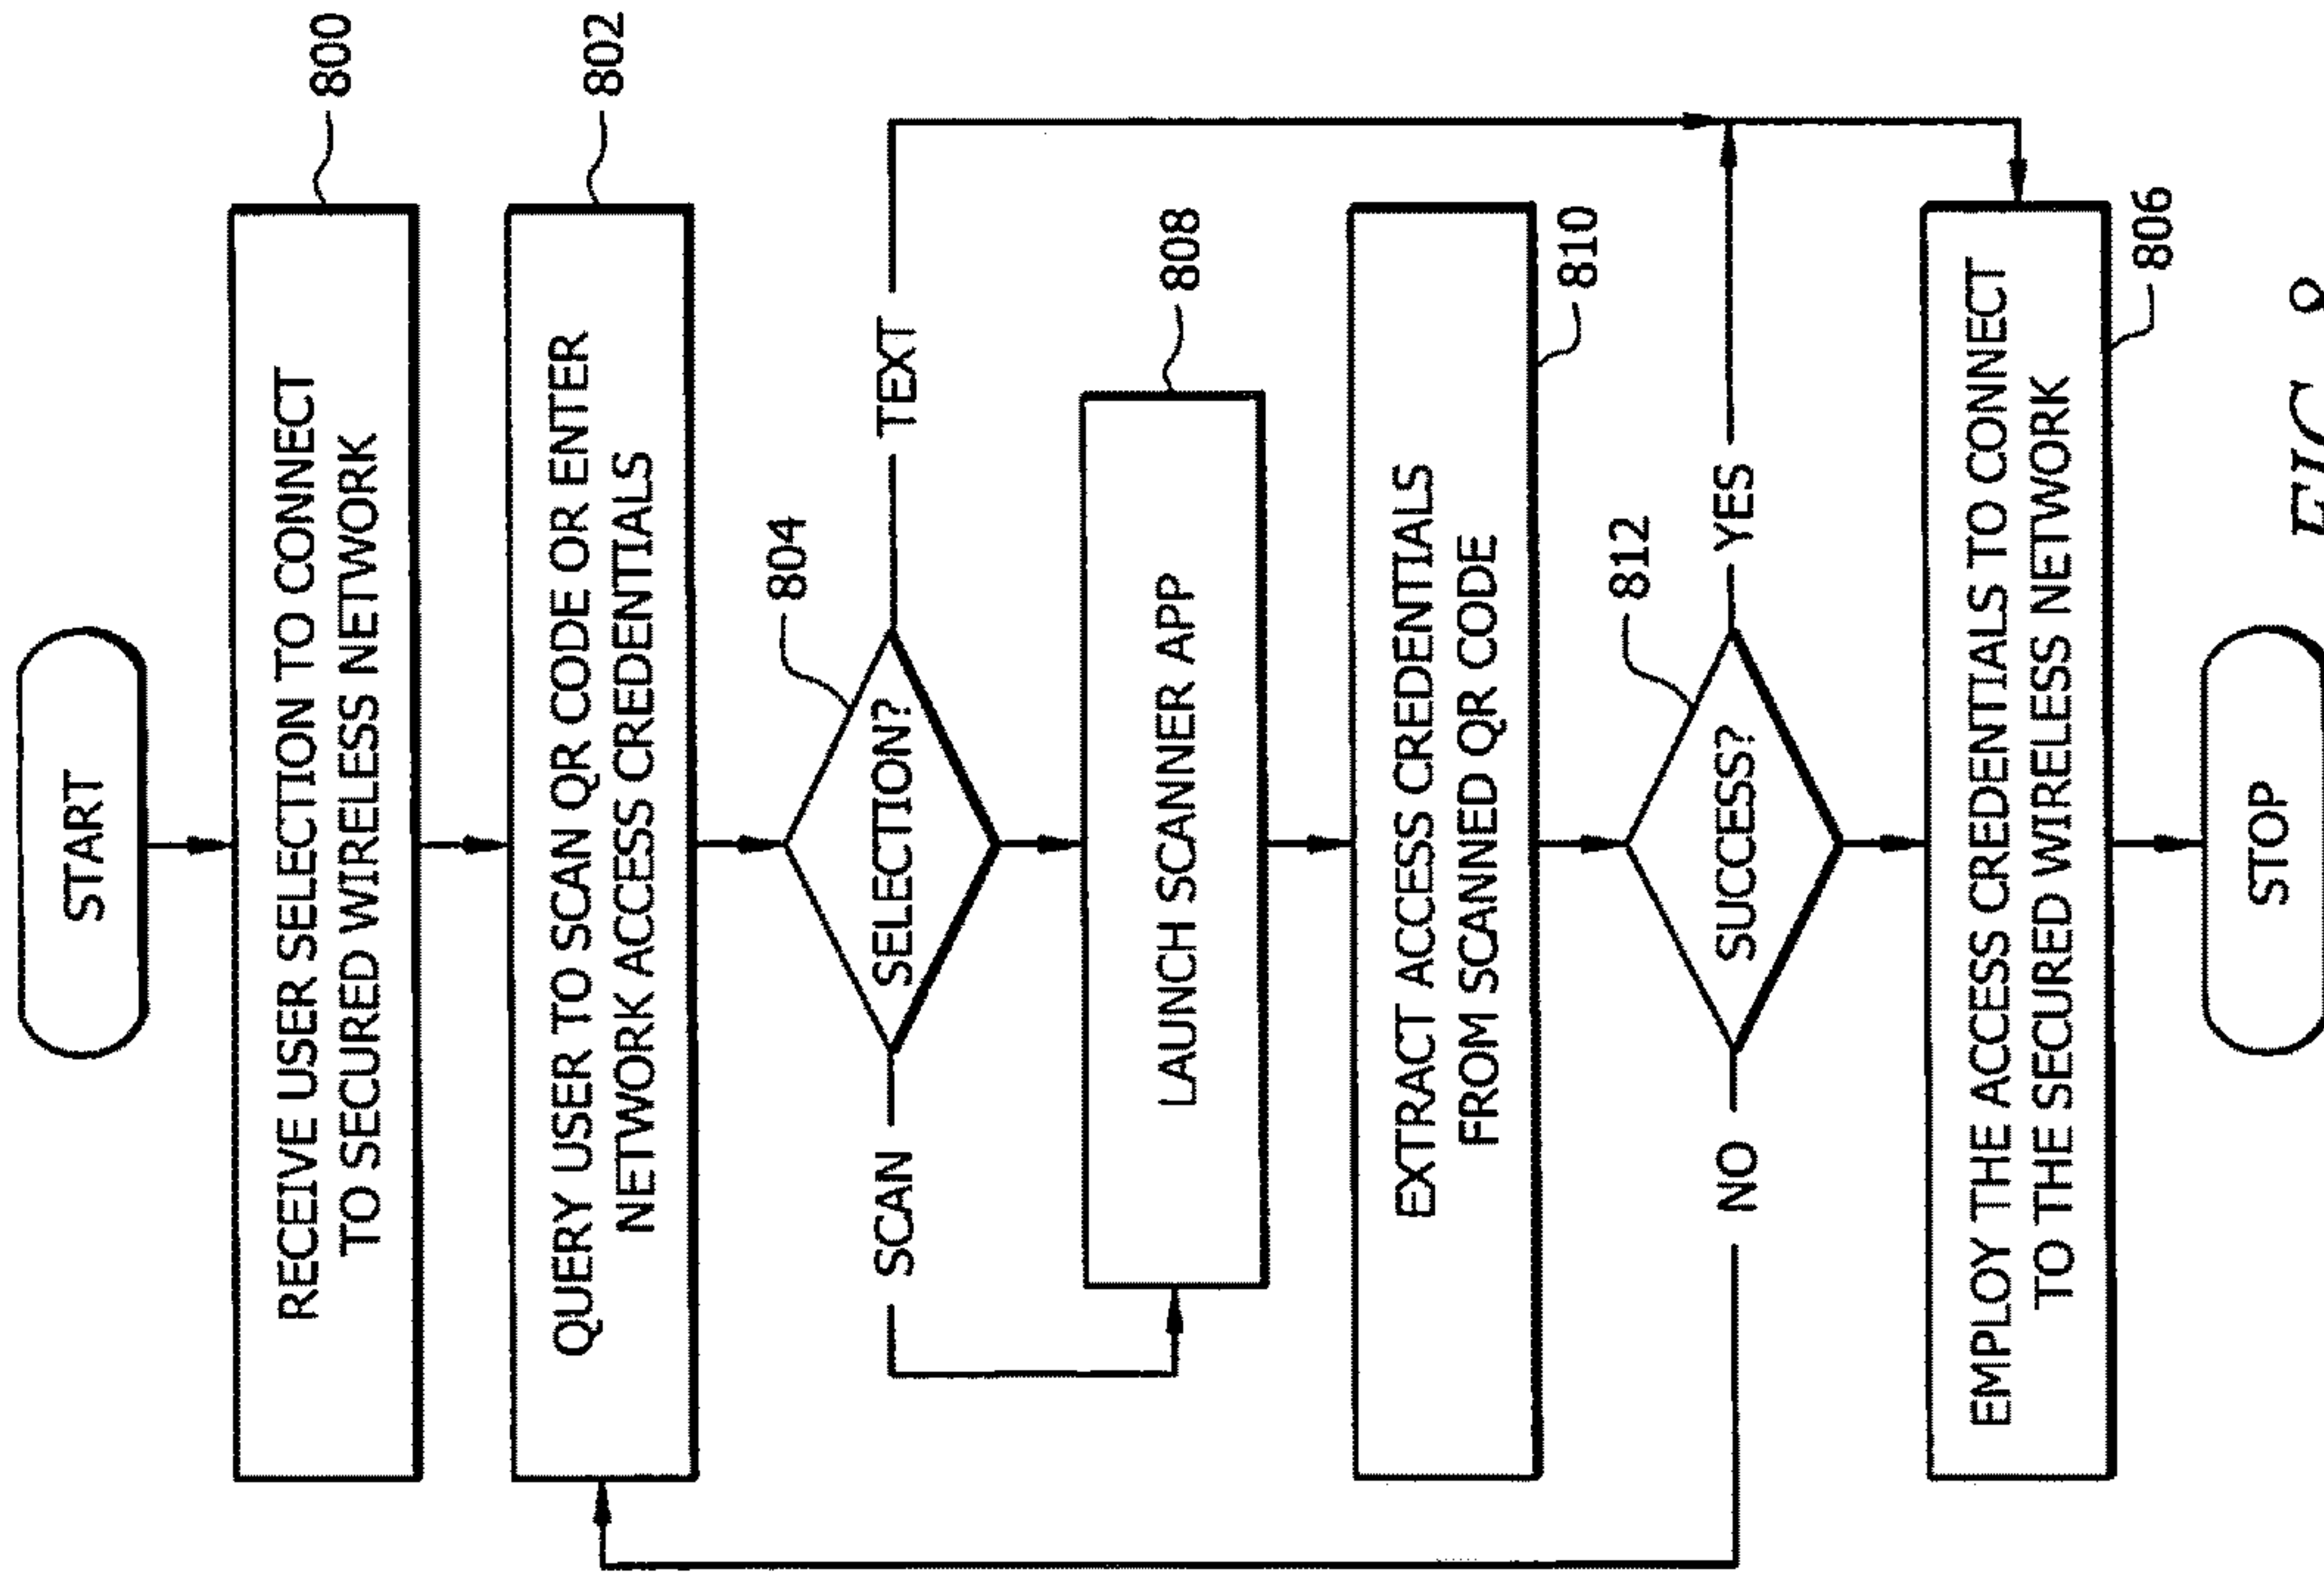 START
RECEIVE USER SELECTION TO CONNECT
TO SECURED WIRELESS NETWORK
800
QUERY USER TO SCAN QR CODE OR ENTER
NETWORK ACCESS CREDENTIALS
802
SELECTION?
804
SCAN
TEXT
LAUNCH SCANNER APP
808
EXTRACT ACCESS CREDENTIALS
FROM SCANNED QR CODE
810
SUCCESS?
812
NO
YES
EMPLOY THE ACCESS CREDENTIALS TO CONNECT
TO THE SECURED WIRELESS NETWORK
806
STOP
FIG. 8